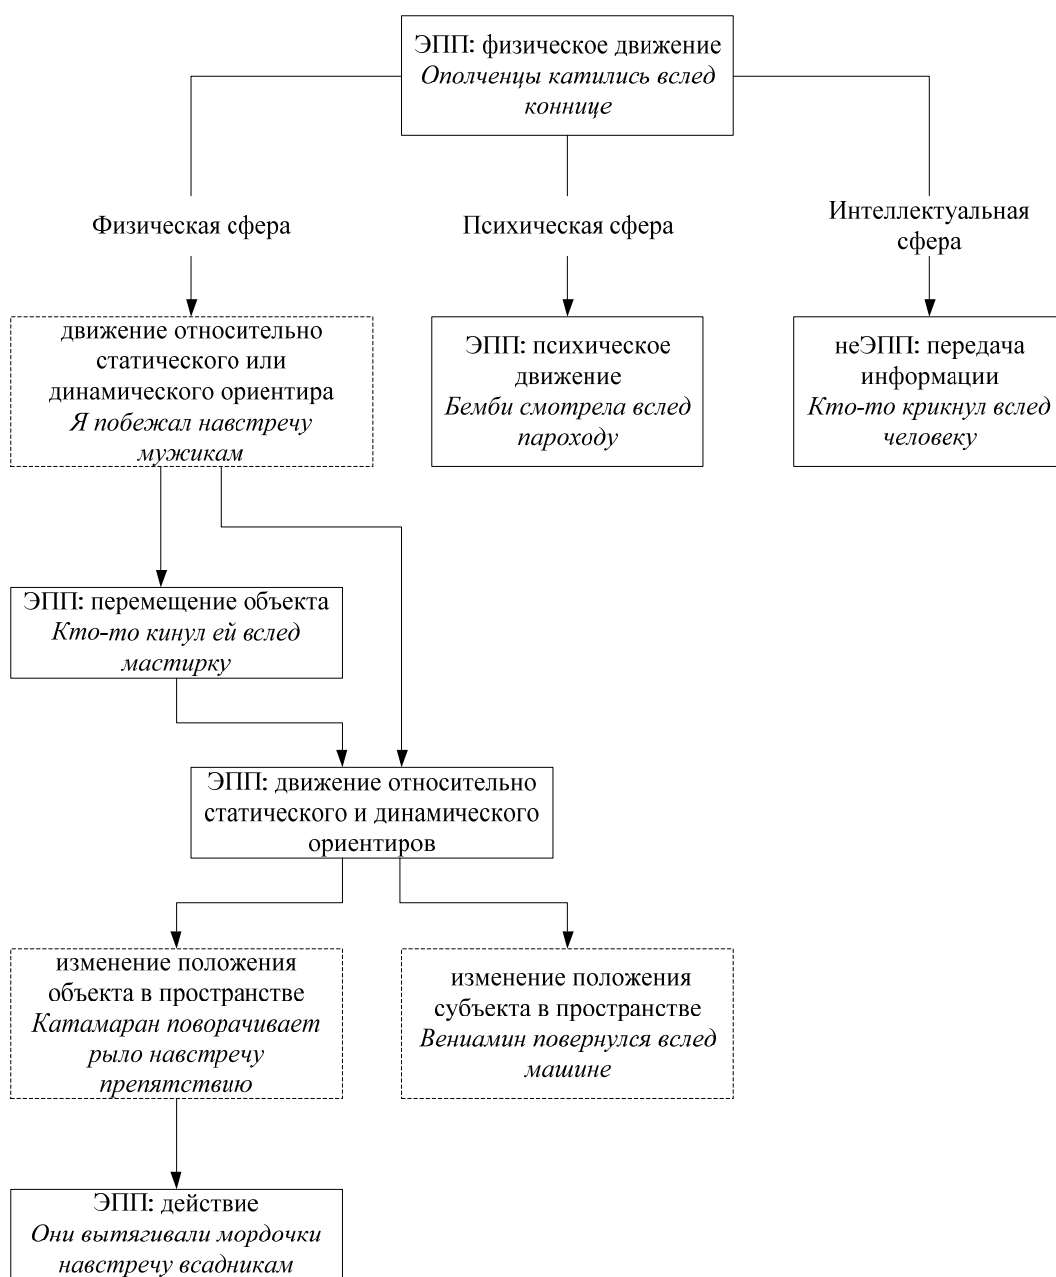 ЭПП: физическое движение
Ополченцы катились вслед
коннице
Физическая сфера
Психическая сфера
Интеллектуальная
сфера
движение относительно
статического или
динамического ориентира
Я побежал навстречу
мужикам
ЭПП: психическое
движение
Бемби смотрела вслед
пароходу
неЭПП: передача
информации
Кто-то крикнул вслед
человеку
ЭПП: перемещение объекта
Кто-то кинул ей вслед
мастирку
ЭПП: движение относительно
статического и динамического
ориентиров
изменение положения
объекта в пространстве
Катамаран поворачивает
рыло навстречу
препятствию
изменение положения
субъекта в пространстве
Вениамин повернулся вслед
машине
ЭПП: действие
Они вытягивали мордочки
навстречу всадникам